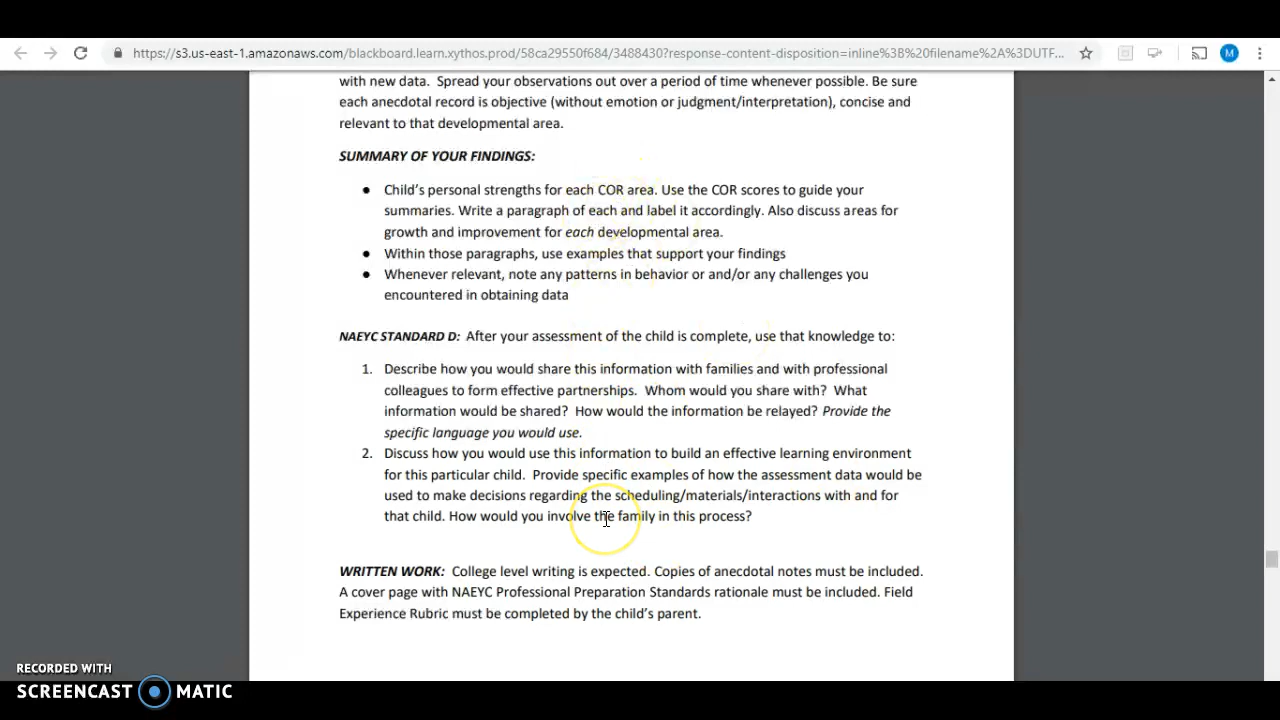 https://s3.us-east-1.amazonaws.com/blackboard.learn.xythos.prod/58ca29550f684/3488430?response-content-disposition=inline%3B%20filename%2A%3DUTF...
M
with new data.  Spread your observations out over a period of time whenever possible. Be sure
each anecdotal record is objective (without emotion or judgment/interpretation), concise and
relevant to that developmental area.
SUMMARY OF YOUR FINDINGS:
● Child's personal strengths for each COR area. Use the COR scores to guide your
summaries. Write a paragraph of each and label it accordingly. Also discuss areas for
growth and improvement for each developmental area.
● Within those paragraphs, use examples that support your findings
● Whenever relevant, note any patterns in behavior or and/or any challenges you
encountered in obtaining data
NAEYC STANDARD D:  After your assessment of the child is complete, use that knowledge to:
1. Describe how you would share this information with families and with professional
colleagues to form effective partnerships.  Whom would you share with?  What
information would be shared?  How would the information be relayed? Provide the
specific language you would use.
2. Discuss how you would use this information to build an effective learning environment
for this particular child.  Provide specific examples of how the assessment data would be
used to make decisions regarding the scheduling/materials/interactions with and for
that child. How would you involve the family in this process?
WRITTEN WORK:  College level writing is expected. Copies of anecdotal notes must be included.
A cover page with NAEYC Professional Preparation Standards rationale must be included. Field
Experience Rubric must be completed by the child's parent.
RECORDED WITH
SCREENCAST MATIC